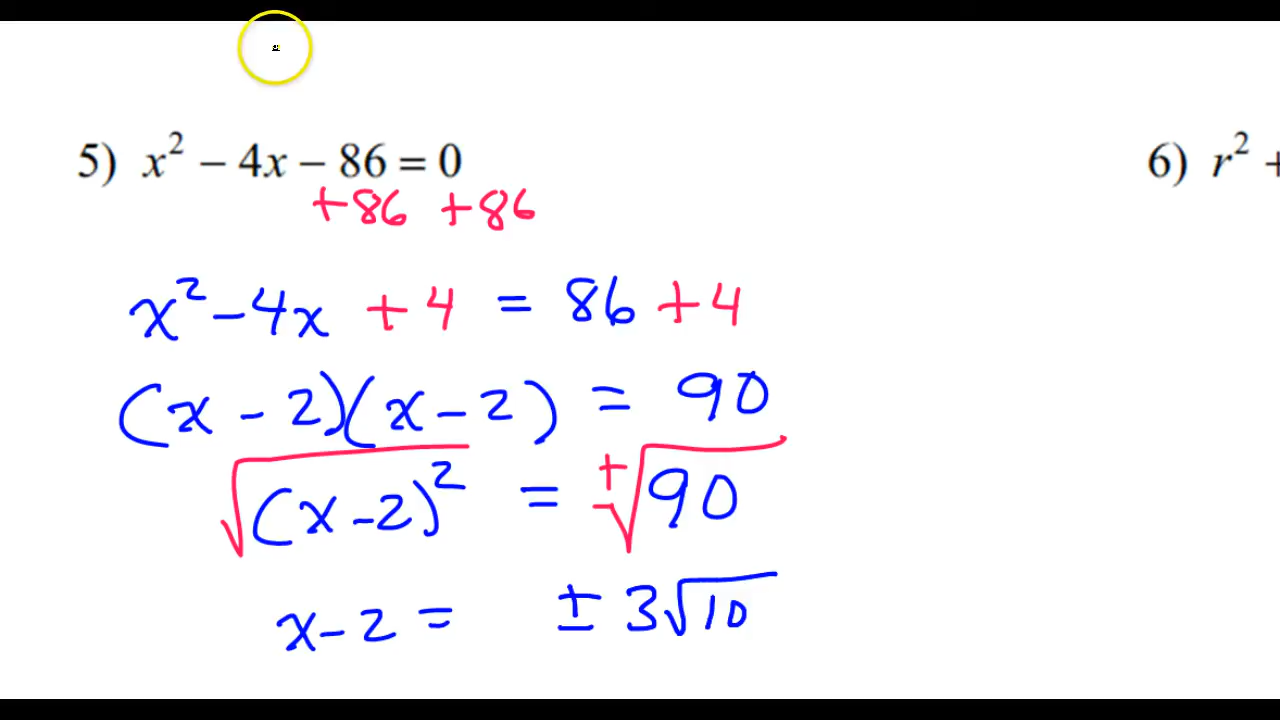 5) x² − 4x − 86 = 0
6) r² +
+86 +86
x² − 4x + 4 = 86 + 4
(x − 2)(x − 2) = 90
√(x − 2)² = ±√90
x − 2 = ± 3√10